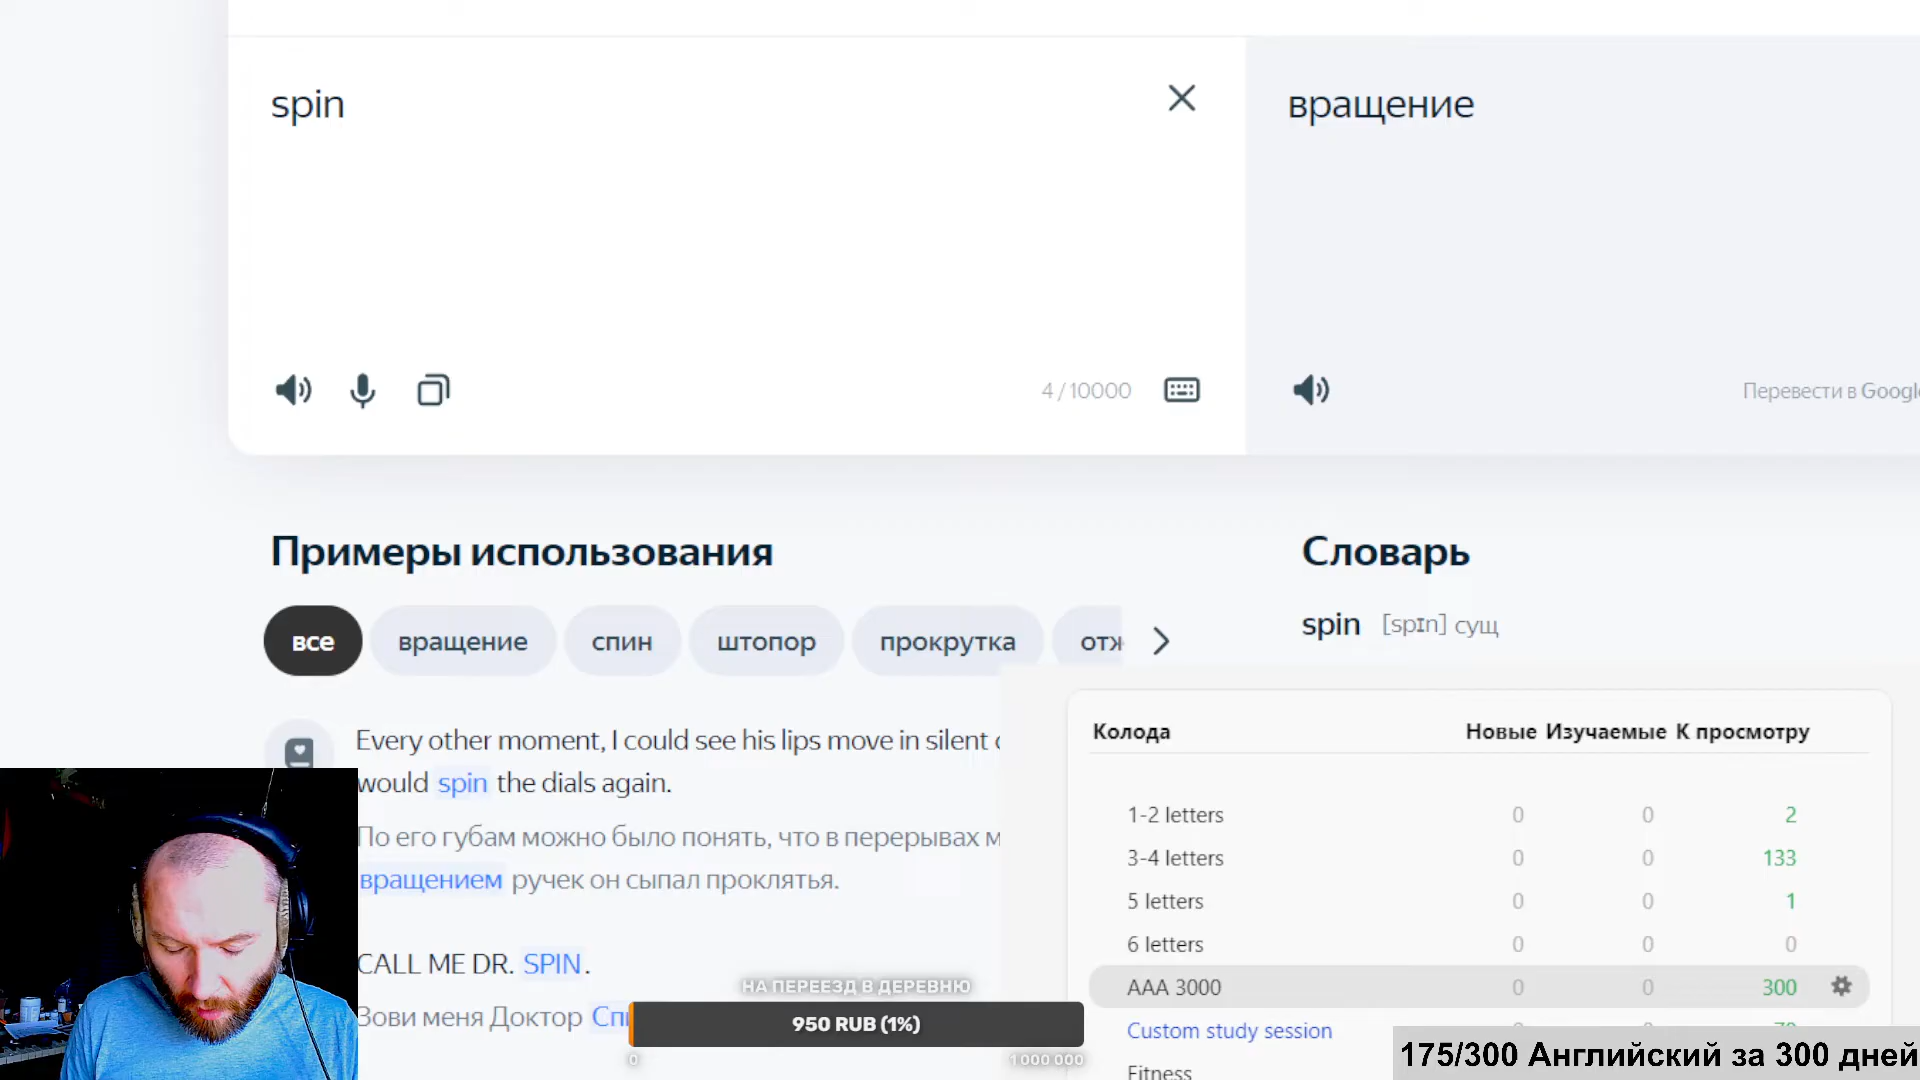 spin
вращение
4 / 10000
Перевести в Google
Примеры использования
все вращение спин штопор прокрутка отж
Словарь
spin [spɪn] сущ
Every other moment, I could see his lips move in silent
would spin the dials again.
По его губам можно было понять, что в перерывах м
вращением ручек он сыпал проклятья.
CALL ME DR. SPIN.
Зови меня Доктор Спи
НА ПЕРЕЕЗД В ДЕРЕВНЮ
950 RUB (1%)
0 1 000 000
Колода Новые Изучаемые К просмотру
1-2 letters 0 0 2
3-4 letters 0 0 133
5 letters 0 0 1
6 letters 0 0 0
AAA 3000 0 0 300
Custom study session
Fitness
175/300 Английский за 300 дней